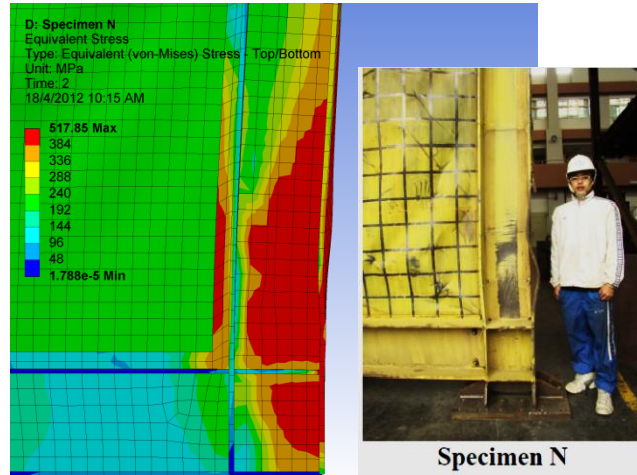 D: Specimen N
Equivalent Stress
Type: Equivalent (von-Mises) Stress - Top/Bottom
Unit: MPa
Time: 2
18/4/2012 10:15 AM
517.85 Max
384
336
288
240
192
144
96
48
1.788e-5 Min
Specimen N